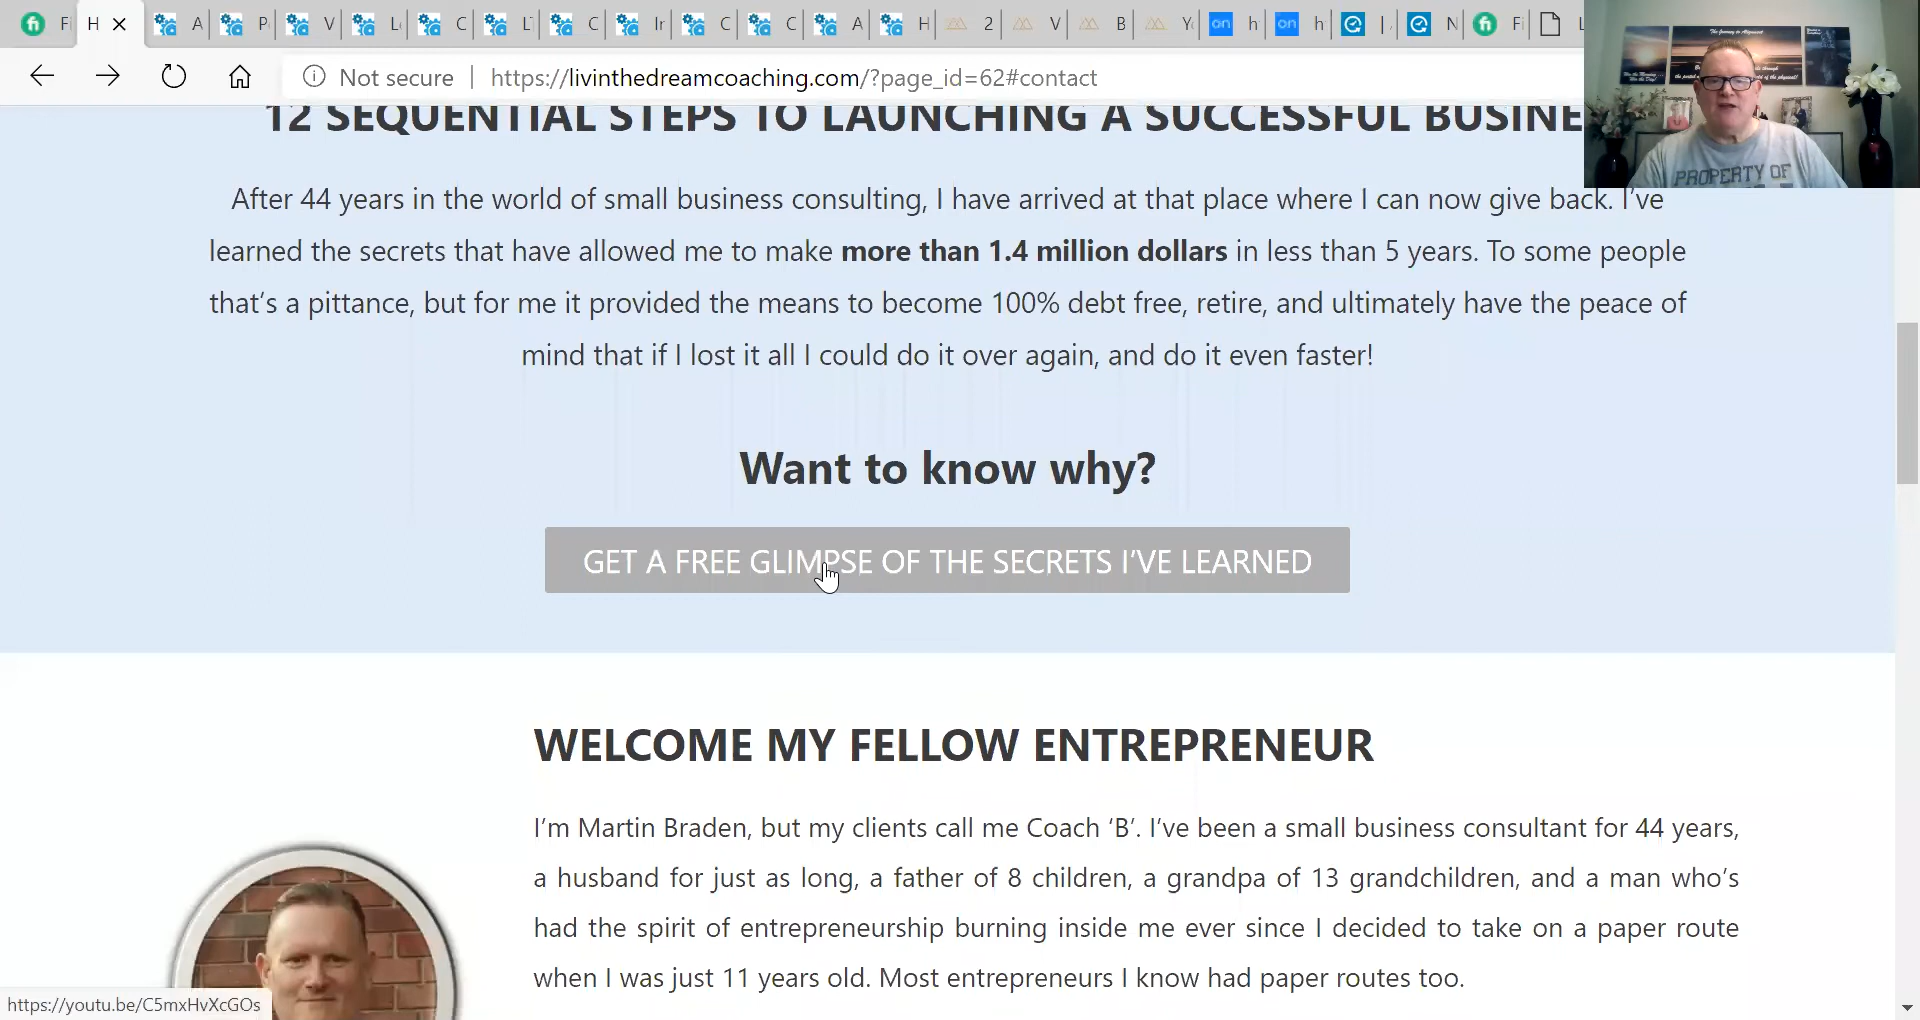 Not secure
https://livinthedreamcoaching.com/?page_id=62#contact
PROPERTY OF
12 SEQUENTIAL STEPS TO LAUNCHING A SUCCESSFUL
After 44 years in the world of small business consulting, I have arrived at that place where I can now give back. I’ve
learned the secrets that have allowed me to make more than 1.4 million dollars in less than 5 years. To some people
that’s a pittance, but for me it provided the means to become 100% debt free, retire, and ultimately have the peace of
mind that if I lost it all I could do it over again, and do it even faster!
Want to know why?
GET A FREE GLIMPSE OF THE SECRETS I’VE LEARNED
WELCOME MY FELLOW ENTREPRENEUR
I’m Martin Braden, but my clients call me Coach ‘B’. I’ve been a small business consultant for 44 years,
a husband for just as long, a father of 8 children, a grandpa of 13 grandchildren, and a man who’s
had the spirit of entrepreneurship burning inside me ever since I decided to take on a paper route
when I was just 11 years old. Most entrepreneurs I know had paper routes too.
https://youtu.be/C5mxHvXcGOs